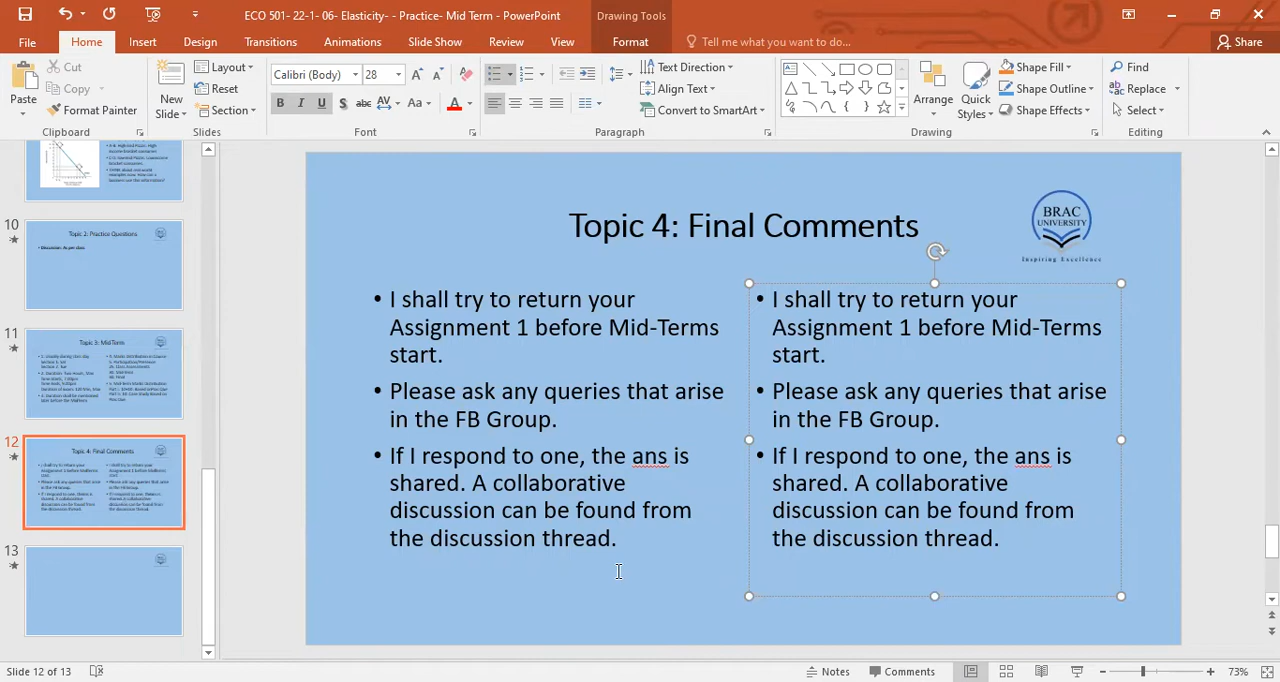 ECO 501- 22-1- 06- Elasticity- - Practice- Mid Term - PowerPoint
Drawing Tools
File
Home
Insert
Design
Transitions
Animations
Slide Show
Review
View
Format
Tell me what you want to do...
Share
Paste
Cut
Copy
Format Painter
Clipboard
New
Slide
Layout
Reset
Section
Slides
Calibri (Body)
28
B
I
U
S
abc
AV
Aa
A
Font
Text Direction
Align Text
Convert to SmartArt
Paragraph
Arrange
Quick
Styles
Shape Fill
Shape Outline
Shape Effects
Drawing
Find
Replace
Select
Editing
10
Topic 2: Practice Questions
Discussion: As per class
11
Topic 3: MidTerm
12
Topic 4: Final Comments
13
Topic 4: Final Comments
BRAC
UNIVERSITY
Inspiring Excellence
• I shall try to return your
Assignment 1 before Mid-Terms
start.
• Please ask any queries that arise
in the FB Group.
• If I respond to one, the ans is
shared. A collaborative
discussion can be found from
the discussion thread.
• I shall try to return your
Assignment 1 before Mid-Terms
start.
• Please ask any queries that arise
in the FB Group.
• If I respond to one, the ans is
shared. A collaborative
discussion can be found from
the discussion thread.
Slide 12 of 13
Notes
Comments
73%